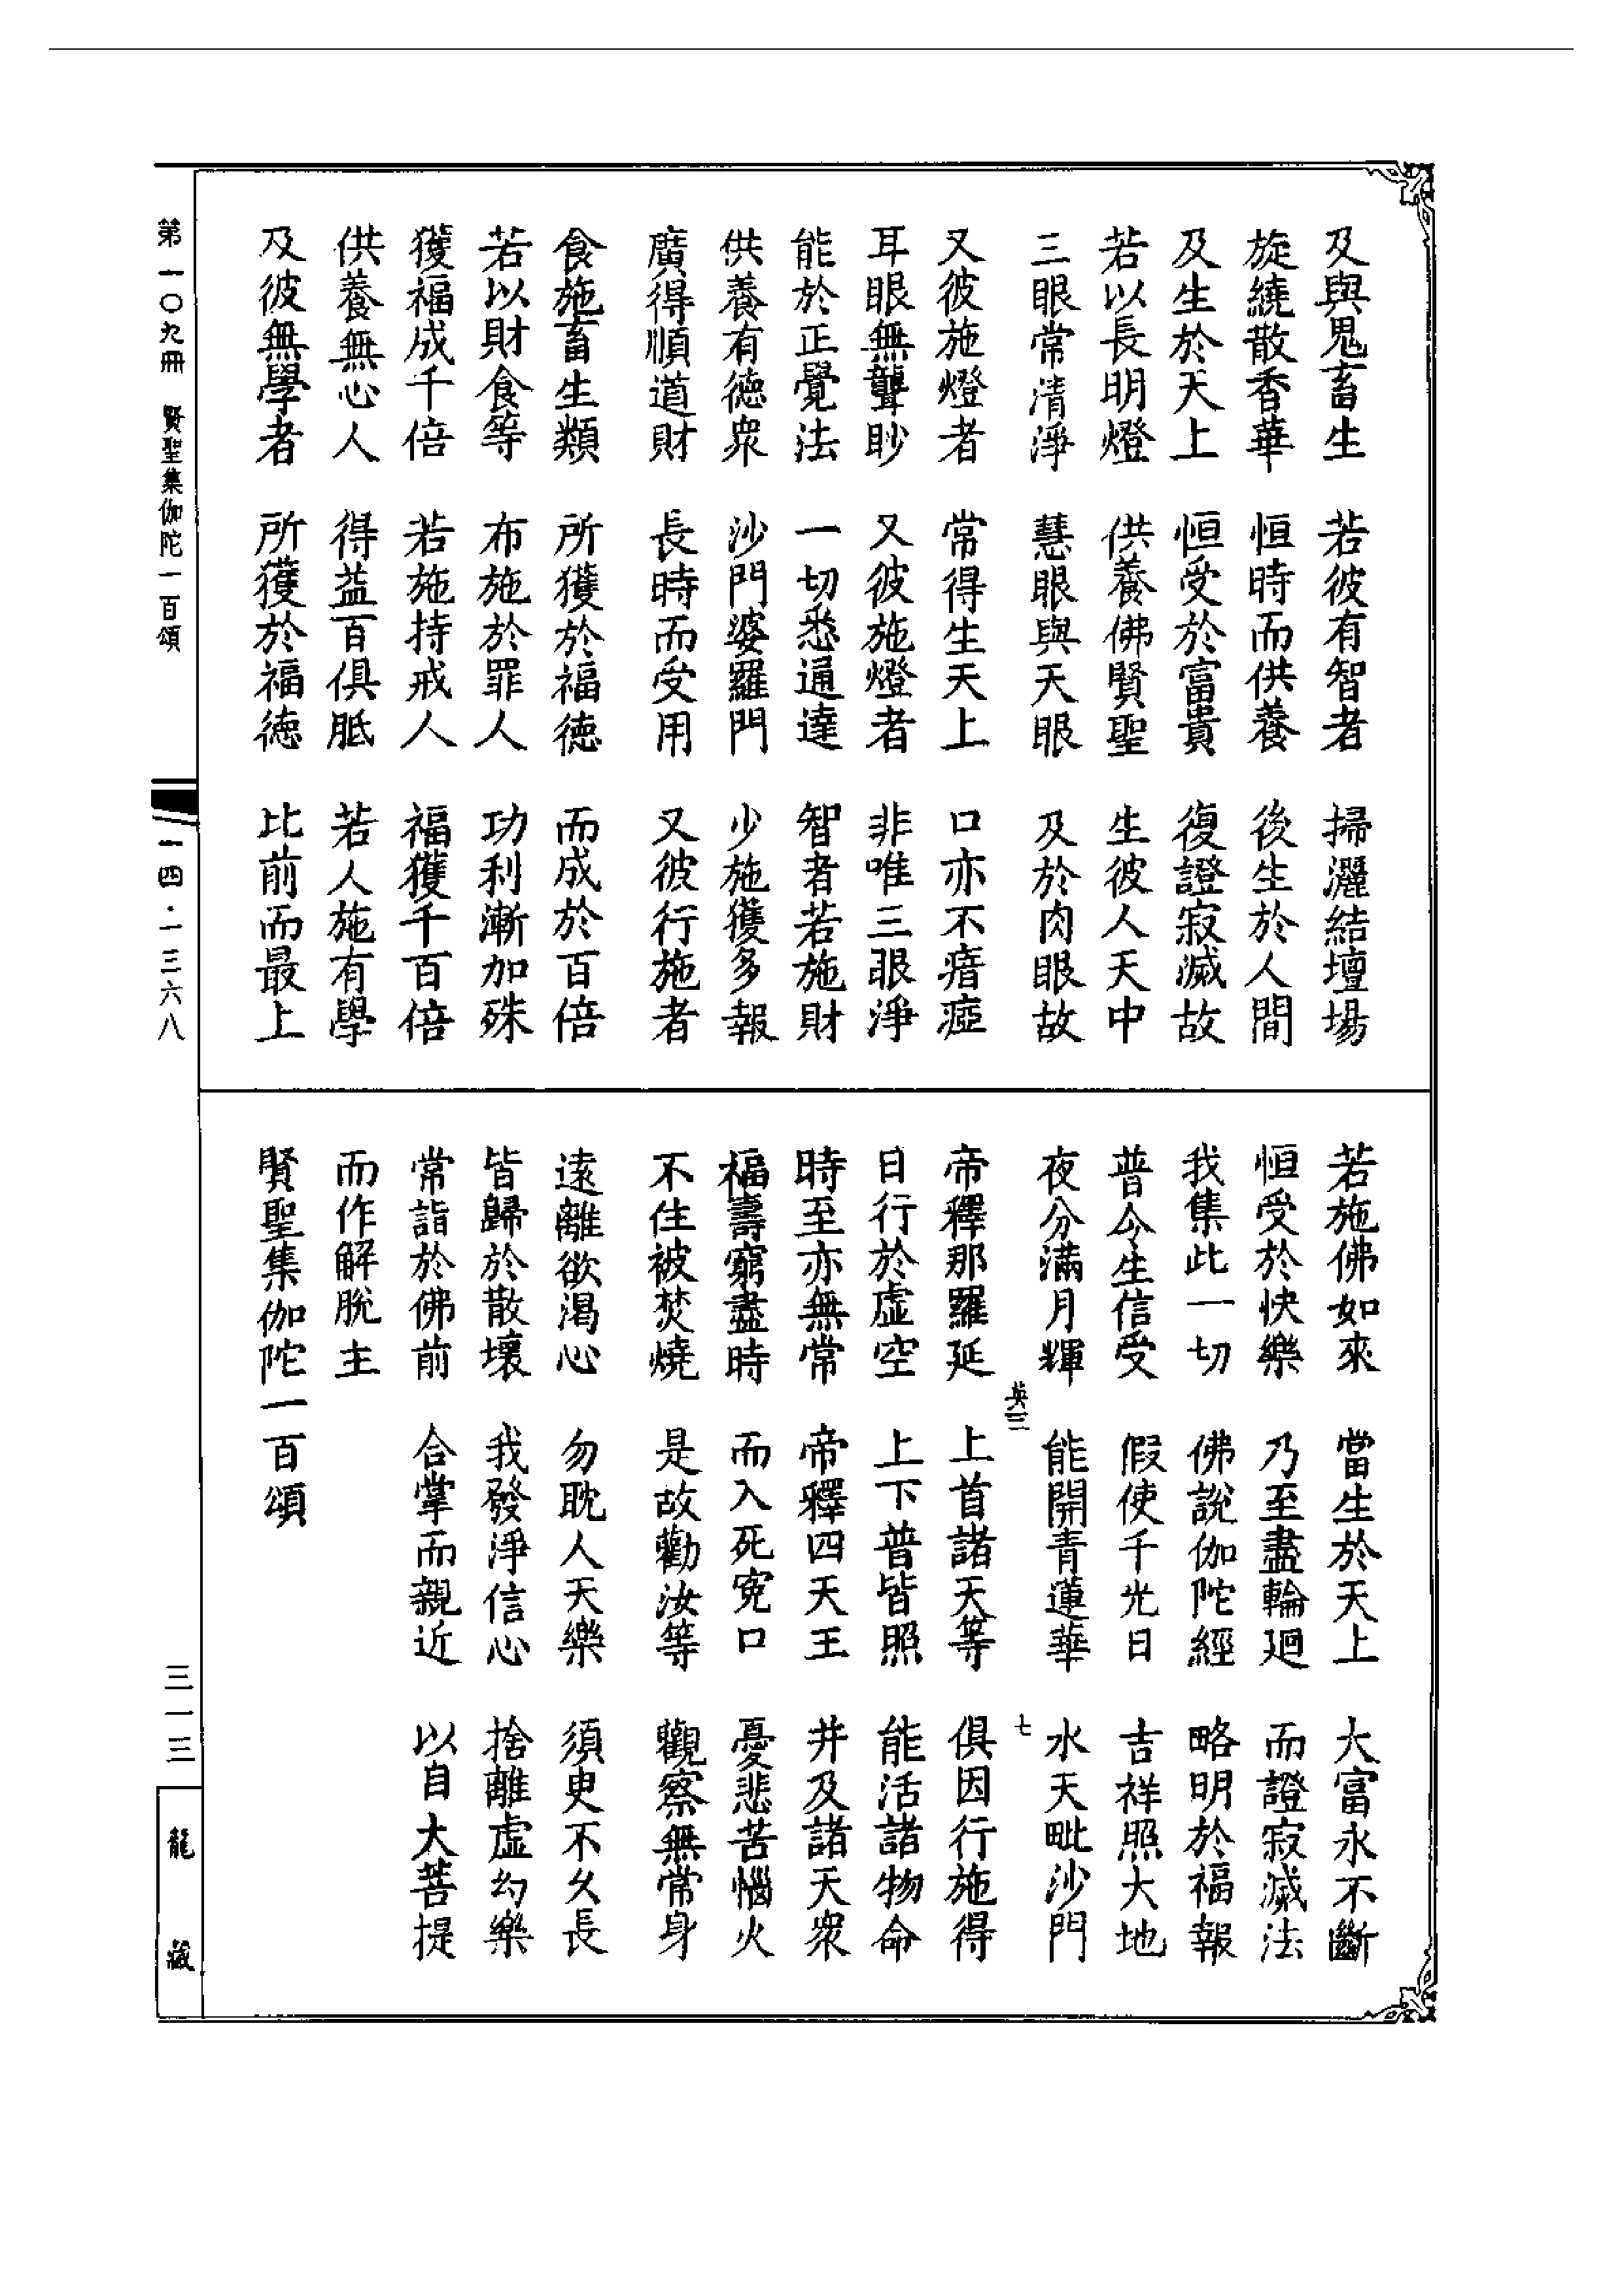 及與鬼畜生　若彼有智者　掃灑結壇場
旋繞散香華　恒時而供養　後生於人間
及生於天上　恒受於富貴　復證寂滅故
若以長明燈　供養佛賢聖　生彼人天中
三眼常清淨　慧眼與天眼　及於肉眼故
又彼施燈者　常得生天上　口亦不瘖瘂
耳眼無聾眇　又彼施燈者　非唯三眼淨
能於正覺法　一切悉通達　智者若施財
供養有德衆　沙門婆羅門　少施獲多報
廣得順道財　長時而受用　又彼行施者
食施畜生類　所獲於福德　而成於百倍
若以財食等　布施於罪人　功利漸加殊
獲福成千倍　若施持戒人　福獲千百倍
供養無心人　得益百俱胝　若人施有學
及彼無學者　所獲於福德　比前而最上
若施佛如來　當生於天上　大富永不斷
恒受於快樂　乃至盡輪迴　而證寂滅法
我集此一切　佛說伽陀經　略明於福報
普令生信受　假使千光日　吉祥照大地
夜分滿月輝　能開青蓮華　水天毗沙門
英三　七
帝釋那羅延　上首諸天等　俱因行施得
日行於虛空　上下普皆照　能活諸物命
時至亦無常　帝釋四天王　并及諸天衆
福壽窮盡時　而入死寃口　憂悲苦惱火
不住被焚燒　是故勸汝等　觀察無常身
遠離欲渴心　勿耽人天樂　須臾不久長
皆歸於散壞　我發淨信心　捨離虛幻樂
常詣於佛前　合掌而親近　以自大菩提
而作解脫主
賢聖集伽陀一百頌
第一〇九冊　賢聖集伽陀一百頌
一四·一三六八
三一三
龍藏